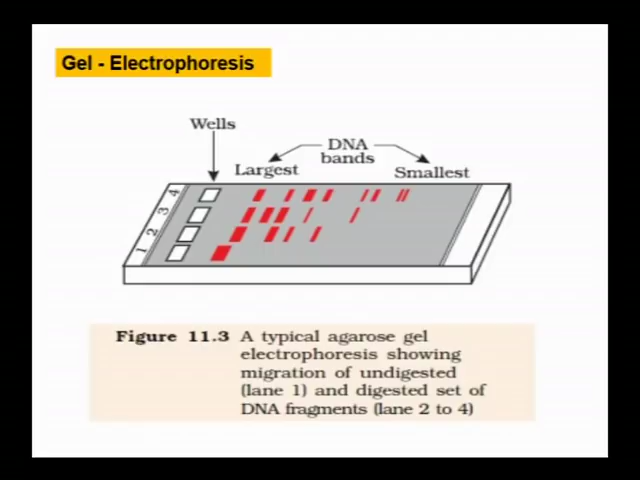 Gel - Electrophoresis
Wells
DNA
bands
Largest
Smallest
4
3
2
1
Figure 11.3 A typical agarose gel
electrophoresis showing
migration of undigested
(lane 1) and digested set of
DNA fragments (lane 2 to 4)